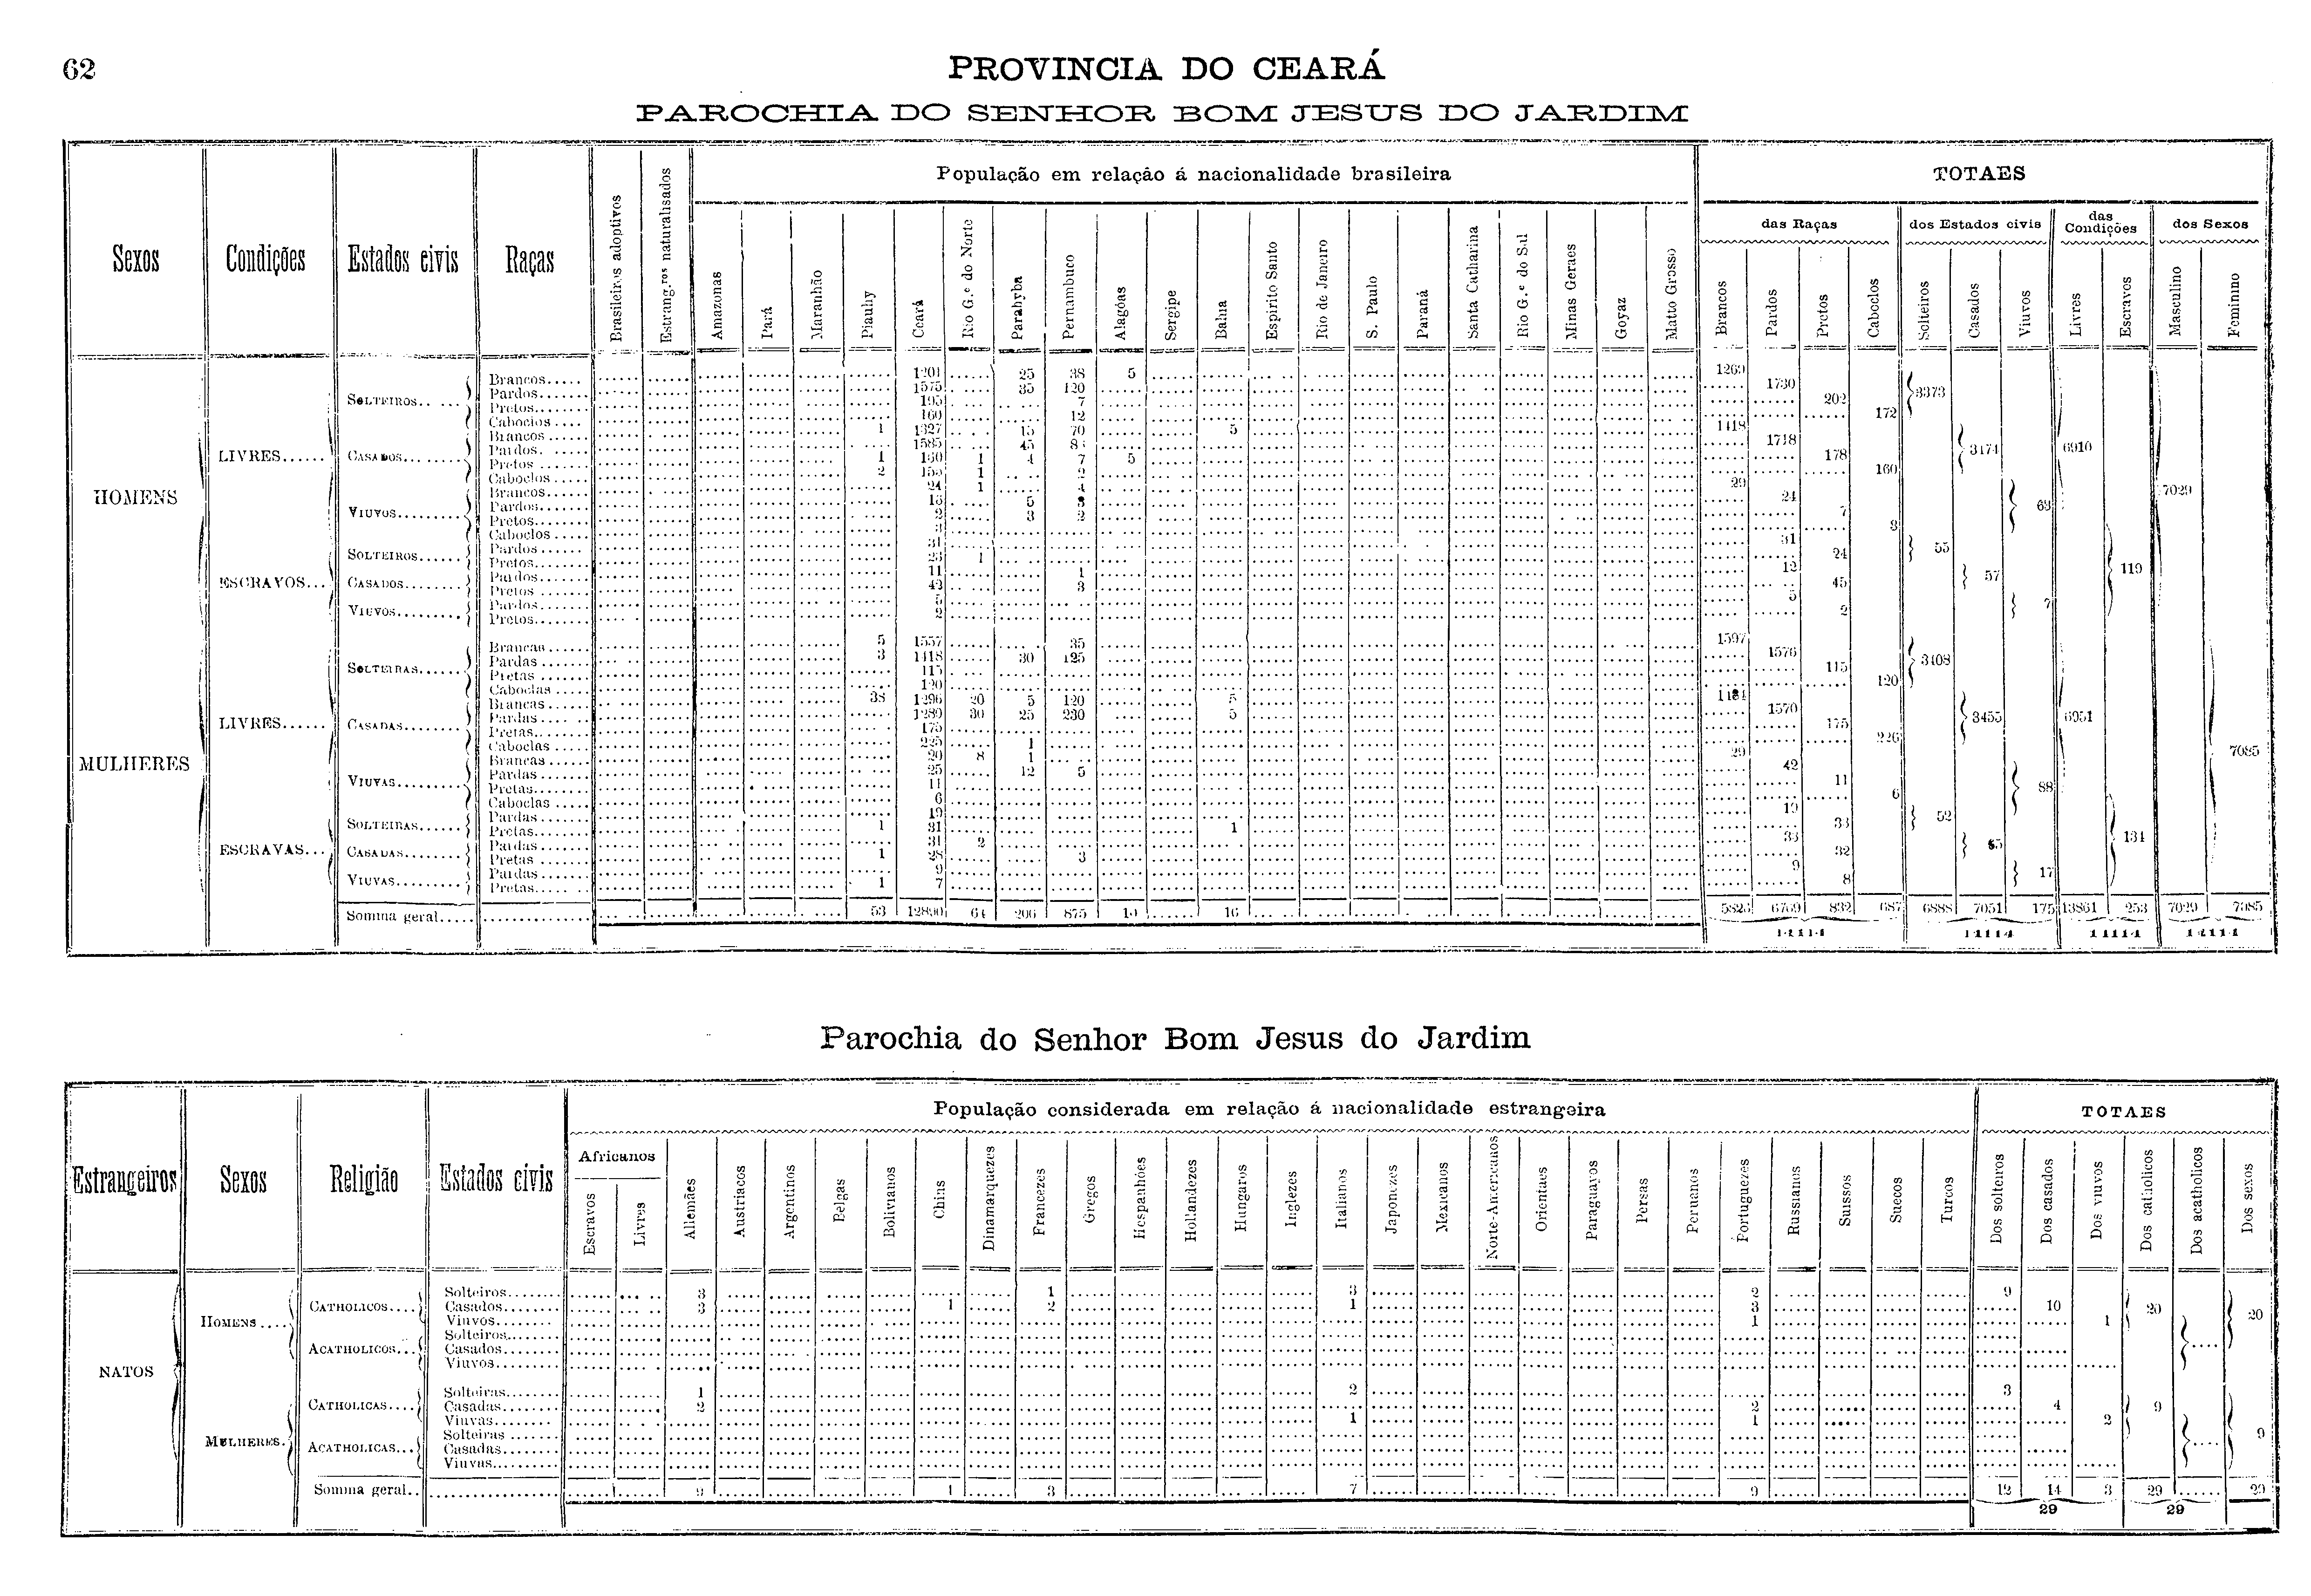 62
PROVINCIA DO CEARÁ
PAROCHIA DO SENHOR BOM JESUS DO JARDIM
Sexos Condições Estados civis Raças Brasileiros adoptivos Estrang.ros naturalisados População em relação á nacionalidade brasileira TOTAES
das Raças dos Estados civis das Condições dos Sexos
Amazonas Pará Maranhão Piauhy Ceará Rio G.e do Norte Parahyba Pernambuco Alagôas Sergipe Bahia Espirito Santo Rio de Janeiro S. Paulo Paraná Santa Catharina Rio G.e do Sul Minas Geraes Goyaz Matto Grosso Brancos Pardos Pretos Caboclos Solteiros Casados Viuvos Livres Escravos Masculino Feminino
HOMENS
LIVRES
SOLTEIROS
Brancos 1201 25 38 5 1269
Pardos 1575 35 120 1730
Pretos 195 7 202
Caboclos 160 12 172
3373
CASADOS
Brancos 1 1327 15 70 5 1418
Pardos 1585 45 1718
Pretos 1 160 1 4 7 5 178
Caboclos 2 155 1 2 160
3474
6910
VIUVOS
Brancos 24 1 4 29
Pardos 16 5 3 24
Pretos 2 3 2 7
Caboclos 3 3
63
7029
ESCRAVOS
SOLTEIROS
Pardos 31 31
Pretos 23 1 24
55
CASADOS
Pardos 11 1 12
Pretos 42 3 45
57
119
VIUVOS
Pardos 5 5
Pretos 2 2
7
MULHERES
LIVRES
SOLTEIRAS
Brancas 5 1557 35 1597
Pardas 3 1418 30 125 1576
Pretas 115 115
Caboclas 120 120
3408
CASADAS
Brancas 38 1296 20 5 120 5 1484
Pardas 1280 30 25 230 5 1570
Pretas 175 175
Caboclas 225 1 226
3455
6951
VIUVAS
Brancas 20 8 1 29
Pardas 25 12 5 42
Pretas 11 11
Caboclas 6 6
88
7085
ESCRAVAS
SOLTEIRAS
Pardas 19 19
Pretas 1 31 1 33
52
CASADAS
Pardas 31 2 33
Pretas 1 28 3 32
65
134
VIUVAS
Pardas 9 9
Pretas 1 7 8
17
Somma geral 53 12800 64 206 875 10 16 5826 6769 832 687 6888 7051 175 13861 253 7029 7085
14114 14114 14114 14114
Parochia do Senhor Bom Jesus do Jardim
Estrangeiros Sexos Religião Estados civis População considerada em relação á nacionalidade estrangeira TOTAES
Africanos
Escravos Livres Allemães Austriacos Argentinos Belgas Bolivianos Chins Dinamarquezes Francezes Gregos Hespanhóes Hollandezes Hungaros Inglezes Italianos Japonezes Mexicanos Norte-Americanos Orientaes Paraguayos Persas Peruanos Portuguezes Russianos Suissos Suecos Turcos Dos solteiros Dos casados Dos viuvos Dos catholicos Dos acatholicos Dos sexos
NATOS
HOMENS
CATHOLICOS
Solteiros 3 1 3 2 9
Casados 3 1 2 1 3 10
Viuvos 1 1
20
20
ACATHOLICOS
Solteiros
Casados
Viuvos
MULHERES
CATHOLICAS
Solteiras 1 2 3
Casadas 2 2 4
Viuvas 1 1 2
9
9
ACATHOLICAS
Solteiras
Casadas
Viuvas
Somma geral 9 1 3 7 9 12 14 3 29 29
29 29